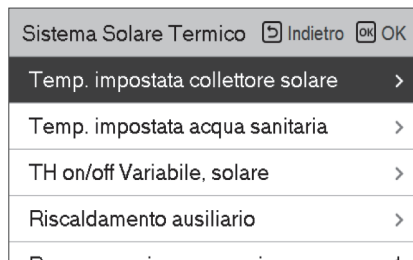 Sistema Solare Termico Indietro OK OK
Temp. impostata collettore solare
Temp. impostata acqua sanitaria
TH on/off Variabile, solare
Riscaldamento ausiliario